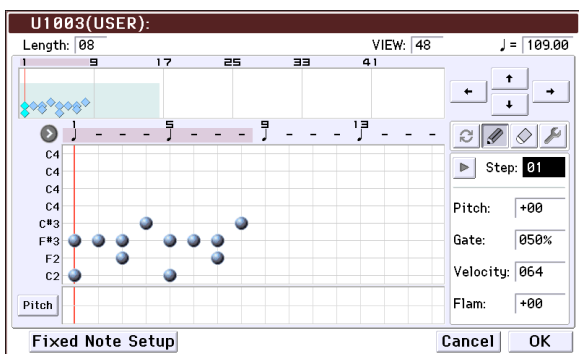 U1003(USER):
Length: 08 VIEW: 48 ♩= 109.00
1 9 17 25 33 41
1 5 9 13
C4
C4
C4
C4
C#3
F#3
F2
C2
Pitch
Step: 01
Pitch: +00
Gate: 050%
Velocity: 064
Flam: +00
Fixed Note Setup Cancel OK